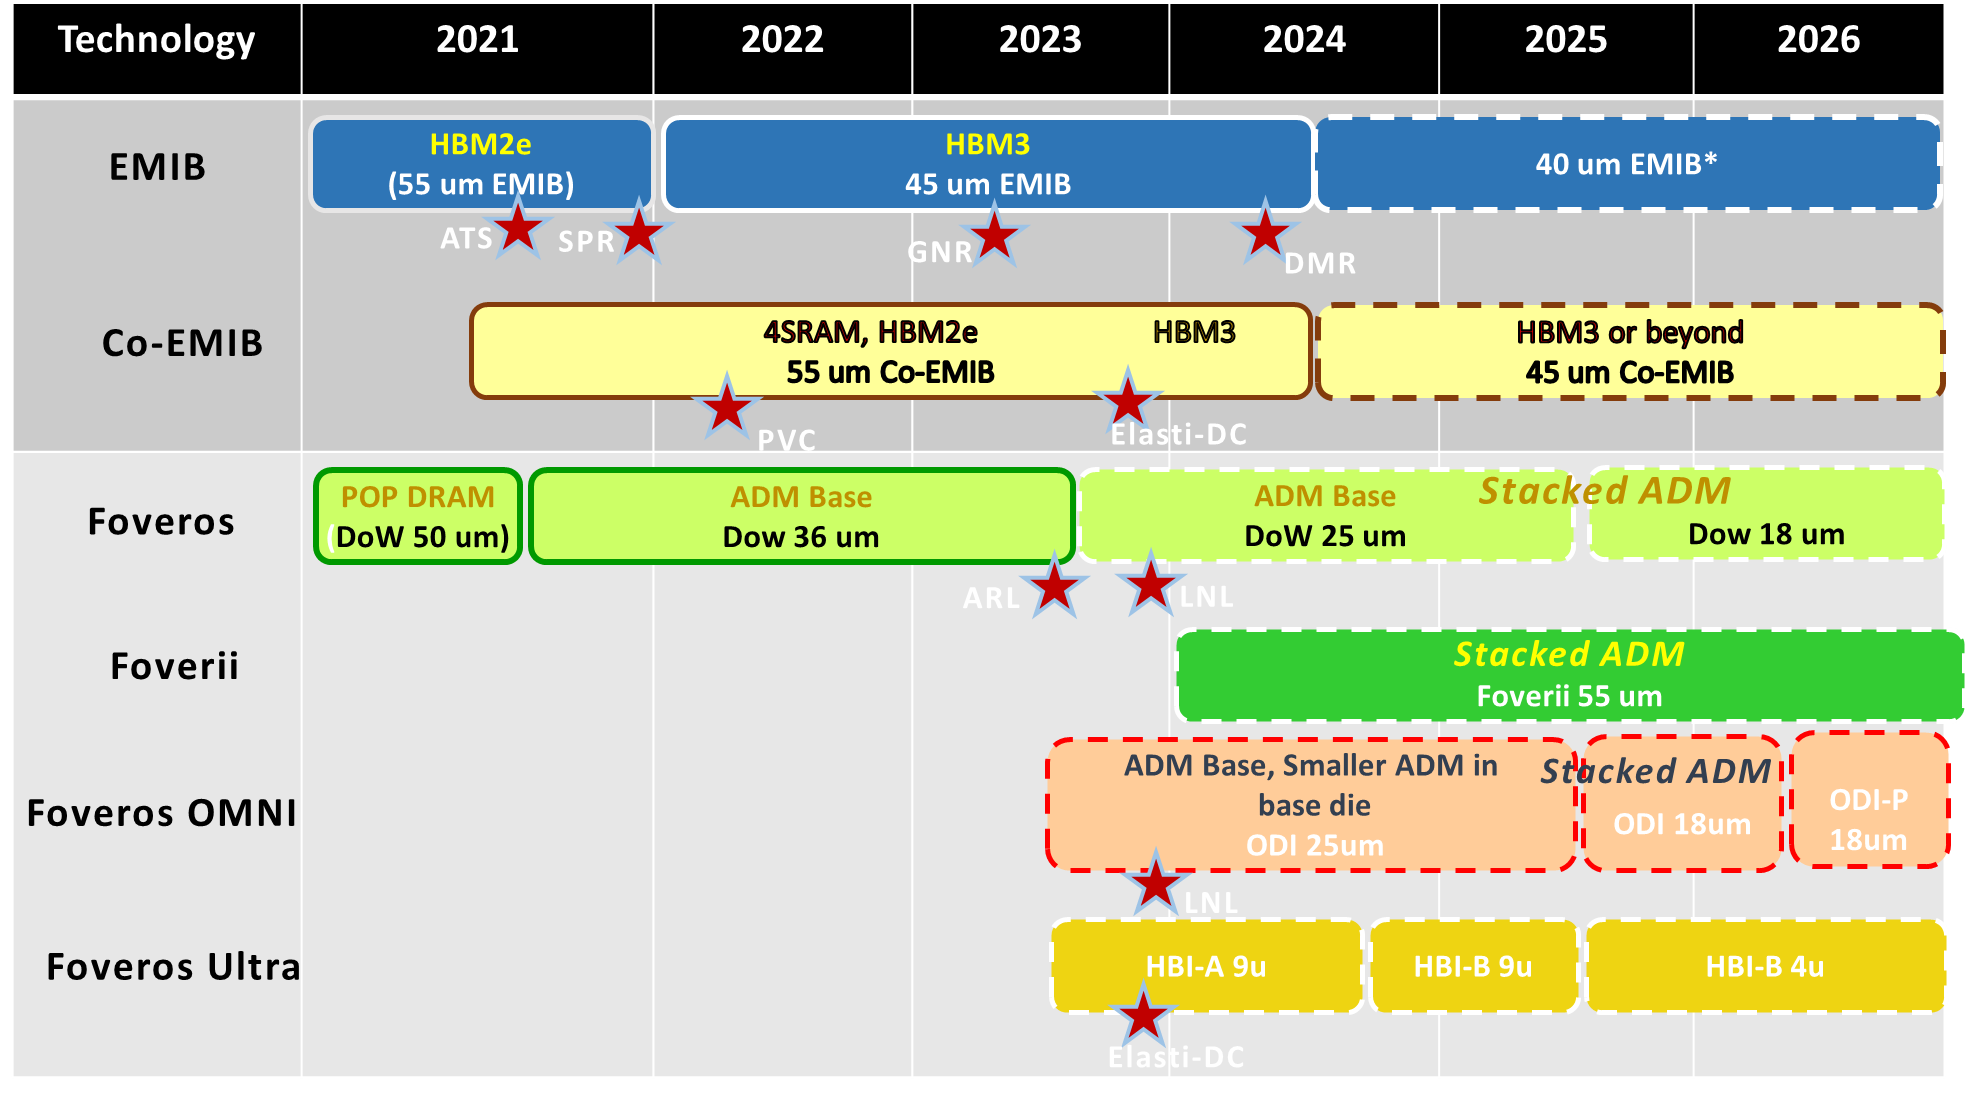 Technology 2021 2022 2023 2024 2025 2026
EMIB
HBM2e
(55 um EMIB)
HBM3
45 um EMIB
40 um EMIB*
ATS
SPR
GNR
DMR
Co-EMIB
4SRAM, HBM2e
HBM3
55 um Co-EMIB
HBM3 or beyond
45 um Co-EMIB
PVC
Elasti-DC
Foveros
POP DRAM
(DoW 50 um)
ADM Base
Dow 36 um
ADM Base
DoW 25 um
Stacked ADM
Dow 18 um
ARL
LNL
Foverii
Stacked ADM
Foverii 55 um
Foveros OMNI
ADM Base, Smaller ADM in
base die
ODI 25um
Stacked ADM
ODI 18um
ODI-P
18um
LNL
Foveros Ultra
HBI-A 9u
HBI-B 9u
HBI-B 4u
Elasti-DC